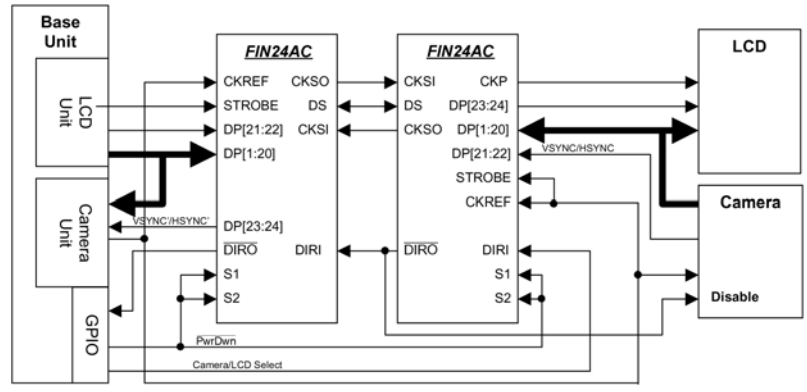 Base
Unit
LCD
Unit
Camera
Unit
GPIO
VSYNC'/HSYNC'
FIN24AC
CKREF CKSO
STROBE DS
DP[21:22] CKSI
DP[1:20]
DP[23:24]
DIRO DIRI
S1
S2
PwrDwn
Camera/LCD Select
FIN24AC
CKSI CKP
DS DP[23:24]
CKSO DP[1:20]
DP[21:22]
STROBE
CKREF
DIRO DIRI
S1
S2
VSYNC/HSYNC
LCD
Camera
Disable